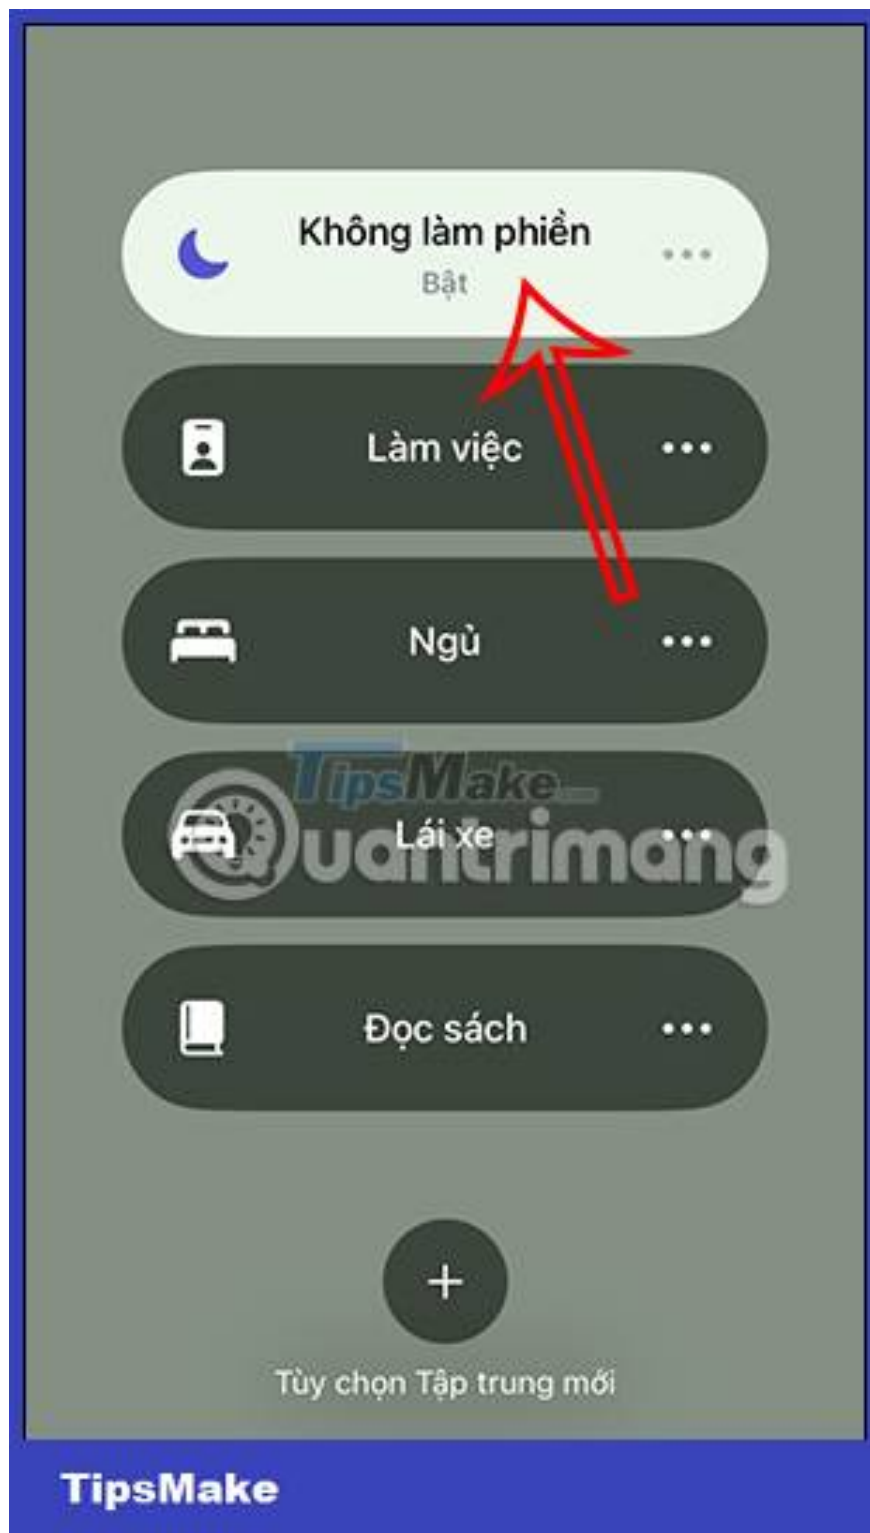 Không làm phiền
Bật
Làm việc
Ngủ
TipsMake
Lái xe
Quantrimang
Đọc sách
Tùy chọn Tập trung mới
TipsMake